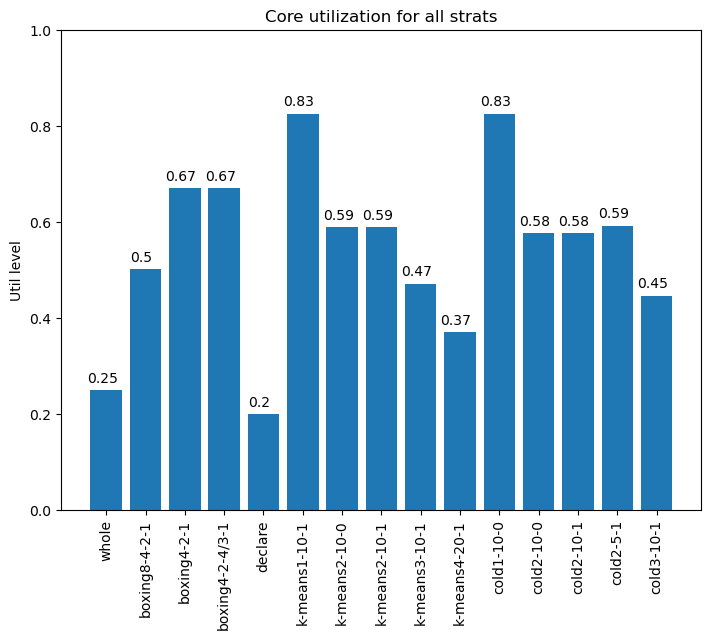 Core utilization for all strats
Util level
1.0
0.8
0.6
0.4
0.2
0.0
0.25
0.5
0.67
0.67
0.2
0.83
0.59
0.59
0.47
0.37
0.83
0.58
0.58
0.59
0.45
whole
boxing8-4-2-1
boxing4-2-1
boxing4-2-4/3-1
declare
k-means1-10-1
k-means2-10-0
k-means2-10-1
k-means3-10-1
k-means4-20-1
cold1-10-0
cold2-10-0
cold2-10-1
cold2-5-1
cold3-10-1